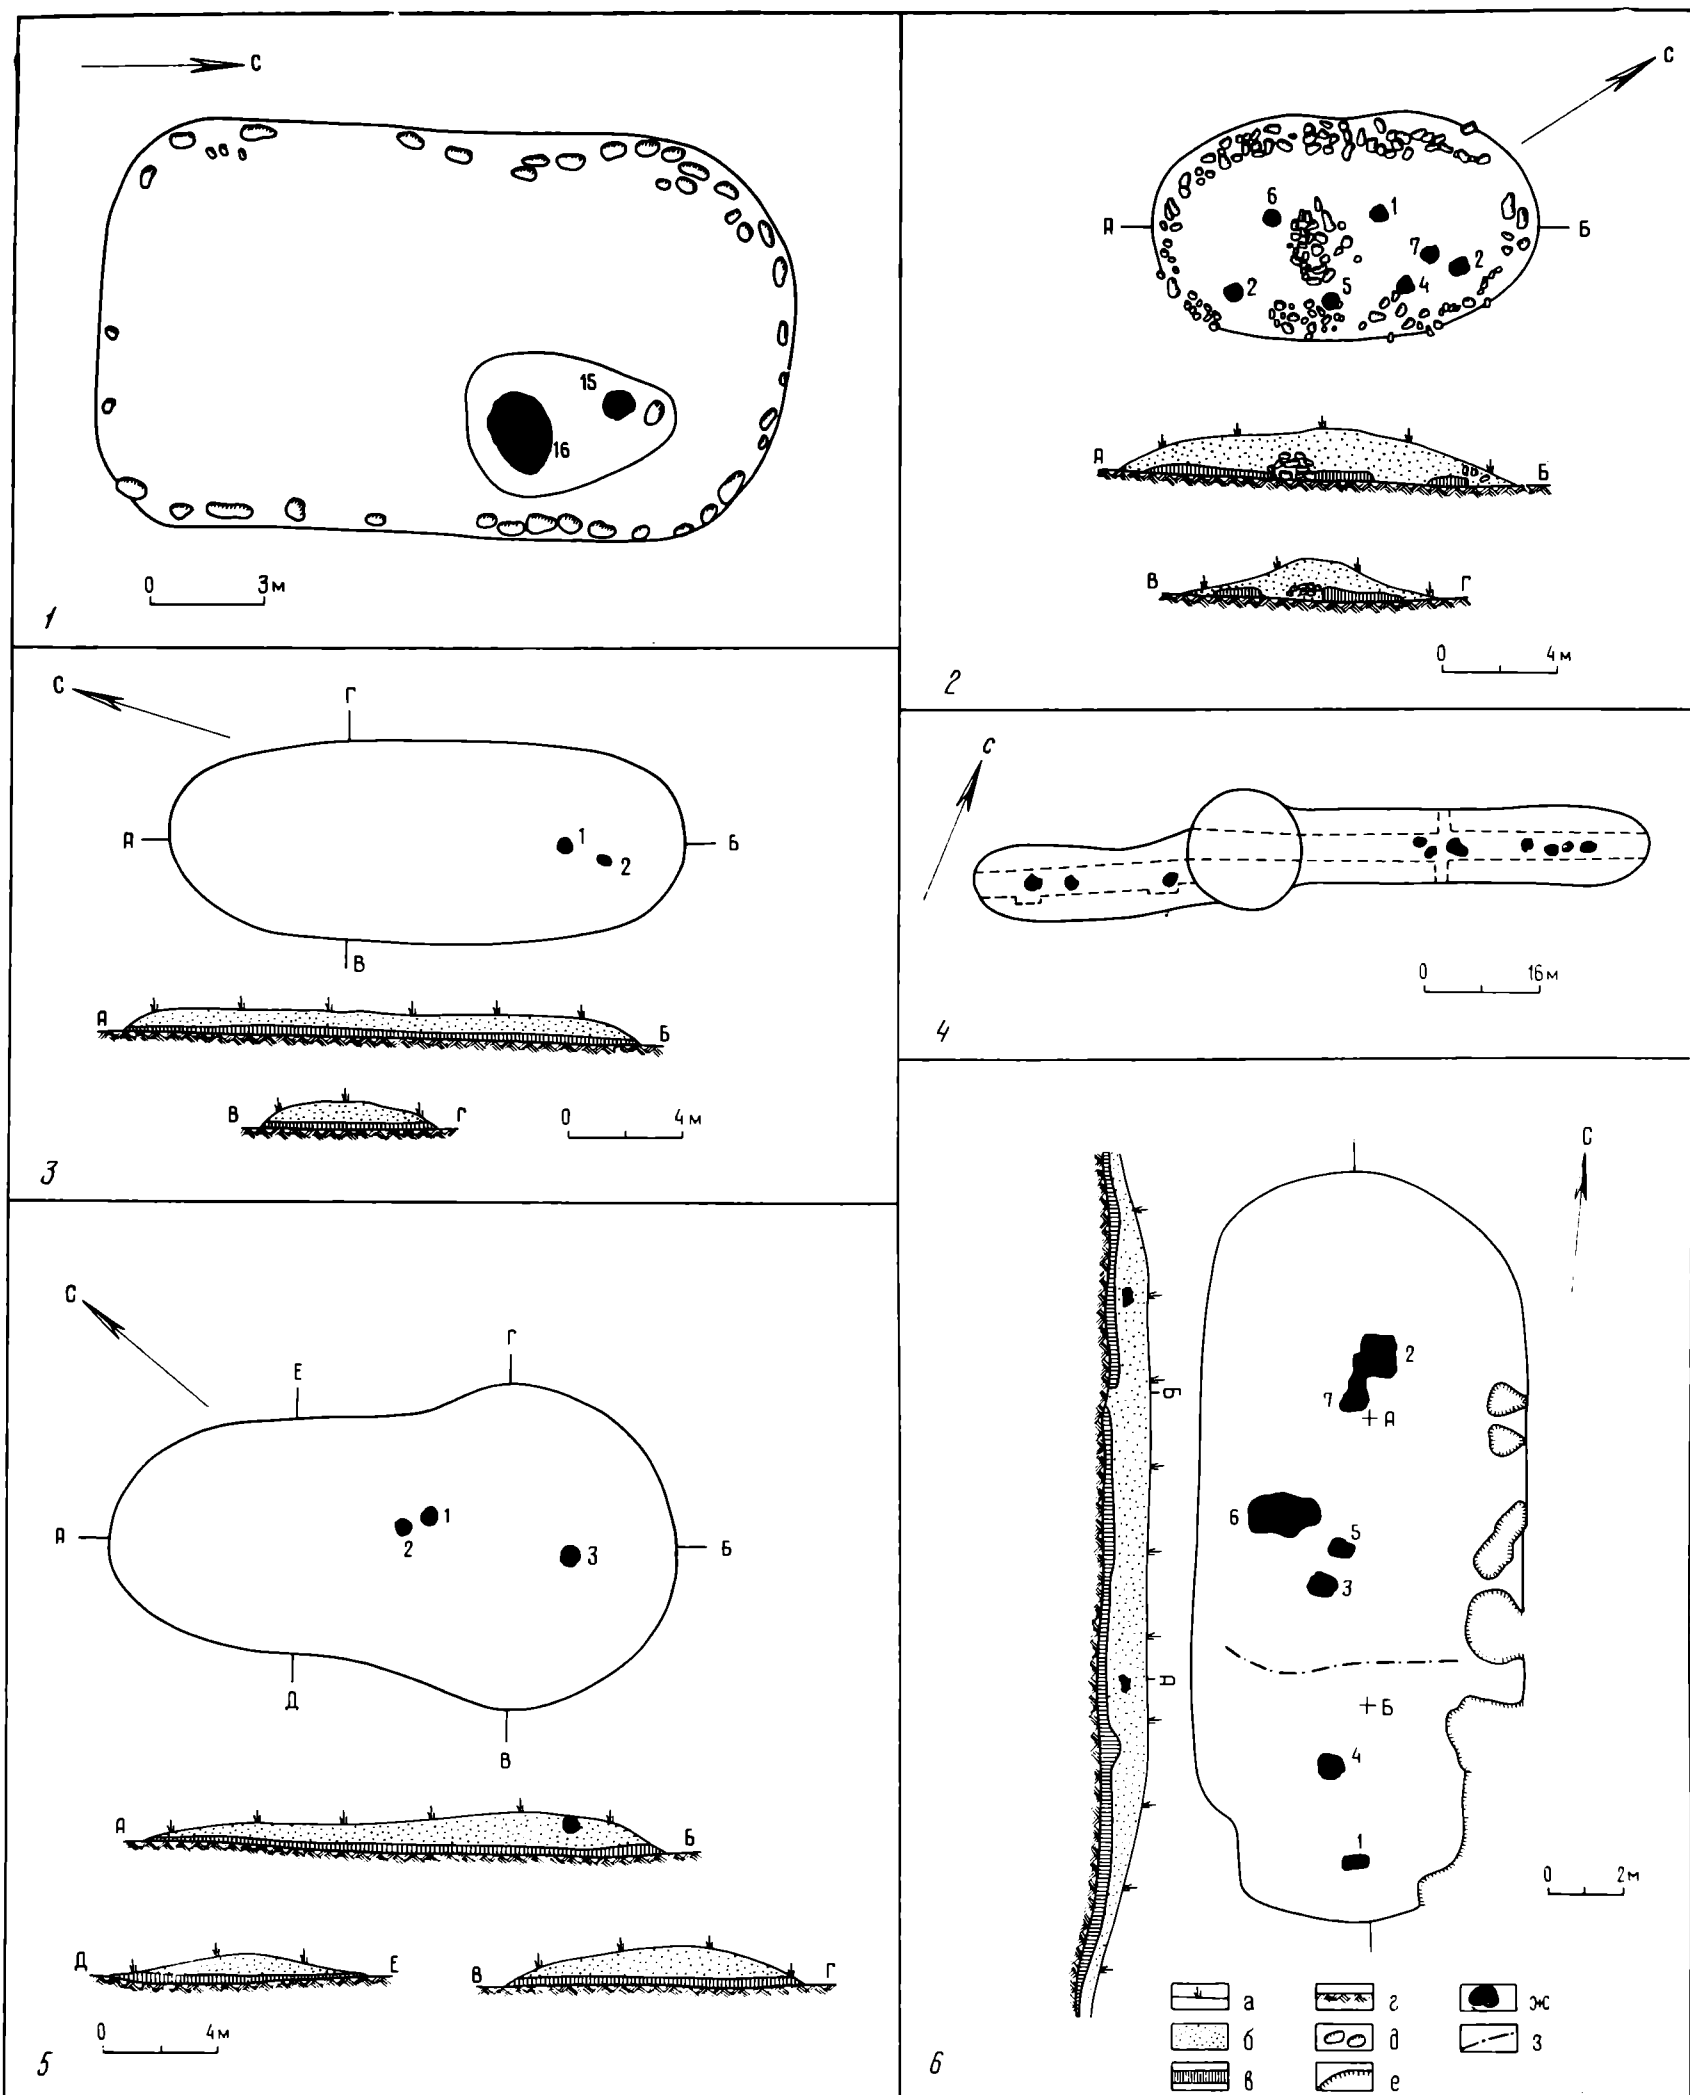 С
15
16
0 3м
1
С
6 1
А Б
7 2
2 5 4
А Б
В Г
0 4м
2
С
Г
А 1 Б
2
В
А Б
В Г
0 4м
3
С
0 16м
4
С
Е Г
А 1 Б
2 3
Д В
А Б
Д Е В Г
0 4м
5
С
2
Б 7
А
6 5
3
А
Б
4
1
0 2м
а г ж
б д з
в е
6